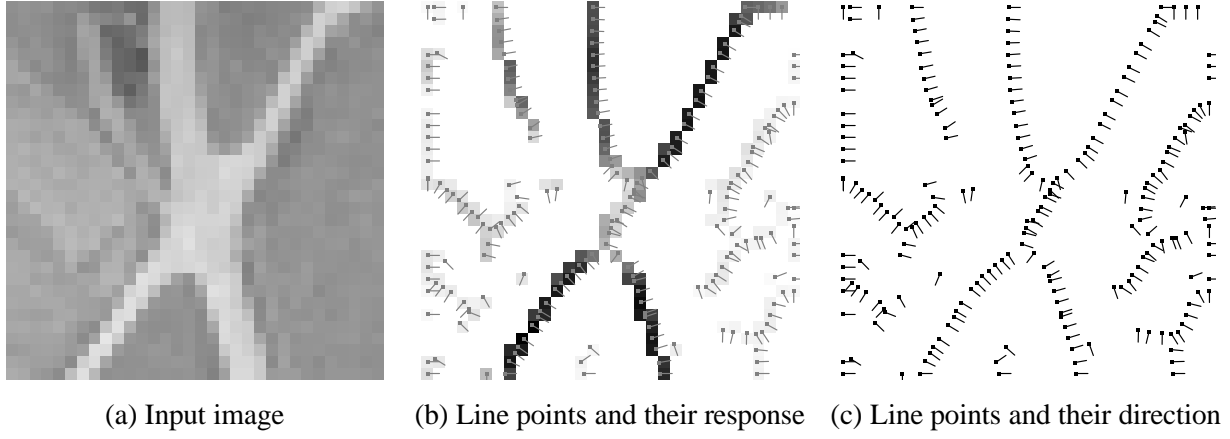 (a) Input image (b) Line points and their response (c) Line points and their direction